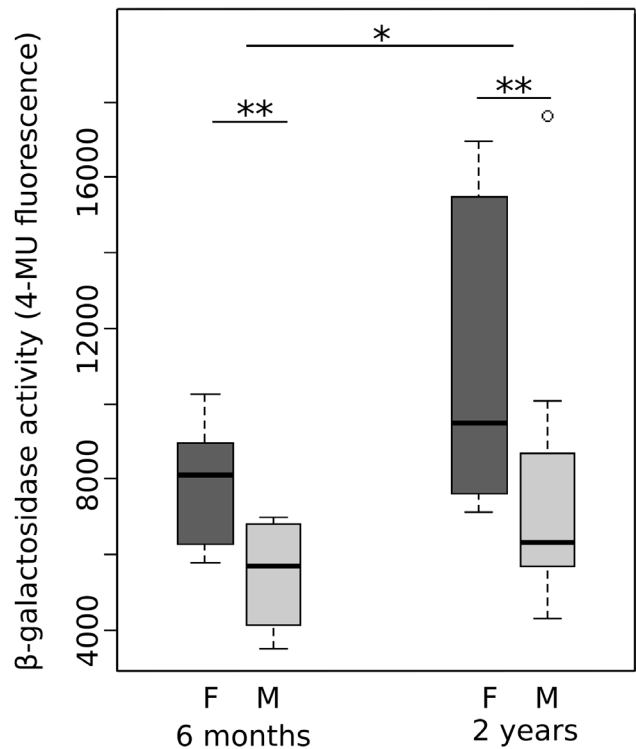 *
**
**
β-galactosidase activity (4-MU fluorescence)
16000
12000
8000
4000
F M F M
6 months 2 years